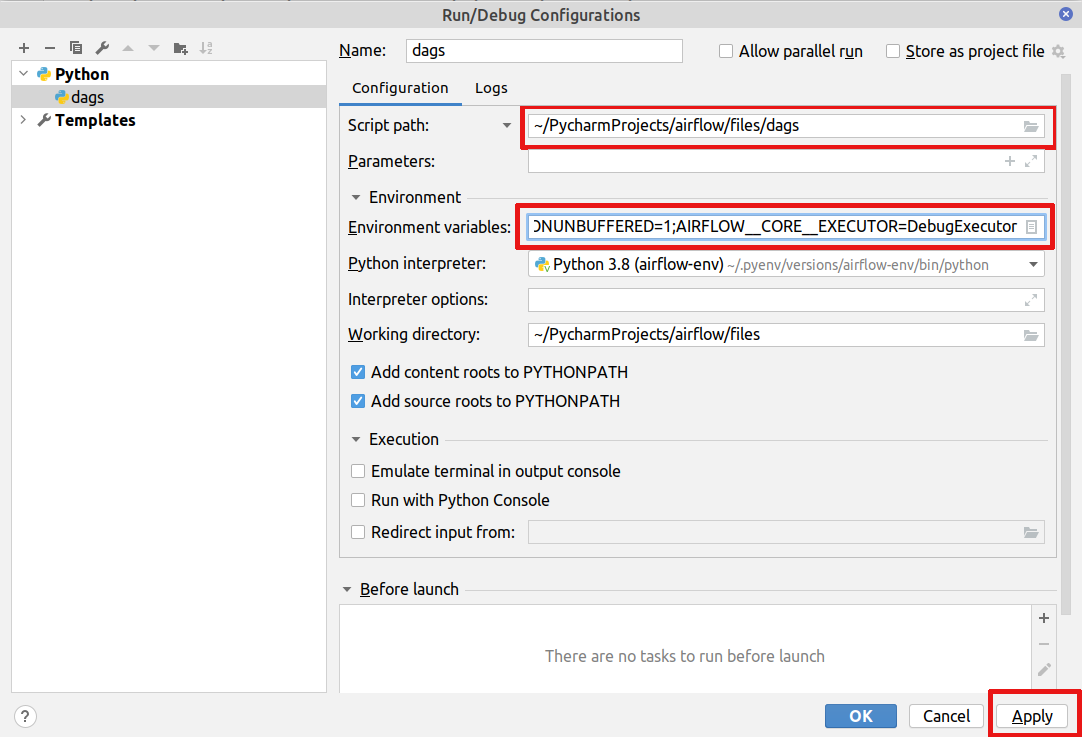 Run/Debug Configurations
Name: dags
Allow parallel run
Store as project file
Python
dags
Templates
Configuration Logs
Script path: ~/PycharmProjects/airflow/files/dags
Parameters:
Environment
Environment variables: ONUNBUFFERED=1;AIRFLOW__CORE__EXECUTOR=DebugExecutor
Python interpreter: Python 3.8 (airflow-env) ~/.pyenv/versions/airflow-env/bin/python
Interpreter options:
Working directory: ~/PycharmProjects/airflow/files
Add content roots to PYTHONPATH
Add source roots to PYTHONPATH
Execution
Emulate terminal in output console
Run with Python Console
Redirect input from:
Before launch
There are no tasks to run before launch
? OK Cancel Apply